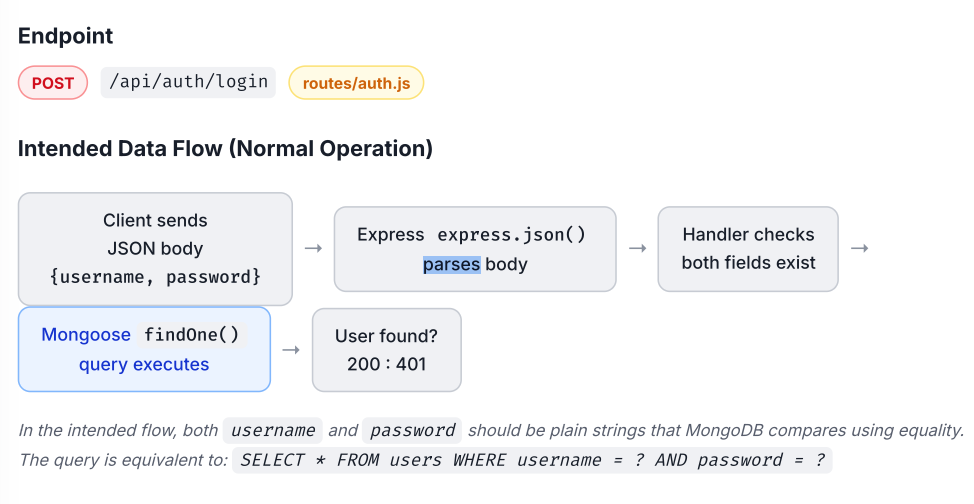 Endpoint
POST /api/auth/login routes/auth.js
Intended Data Flow (Normal Operation)
Client sends
JSON body
{username, password}
→
Express express.json()
parses body
→
Handler checks
both fields exist
→
Mongoose findOne()
query executes
→
User found?
200 : 401
In the intended flow, both username and password should be plain strings that MongoDB compares using equality.
The query is equivalent to: SELECT * FROM users WHERE username = ? AND password = ?